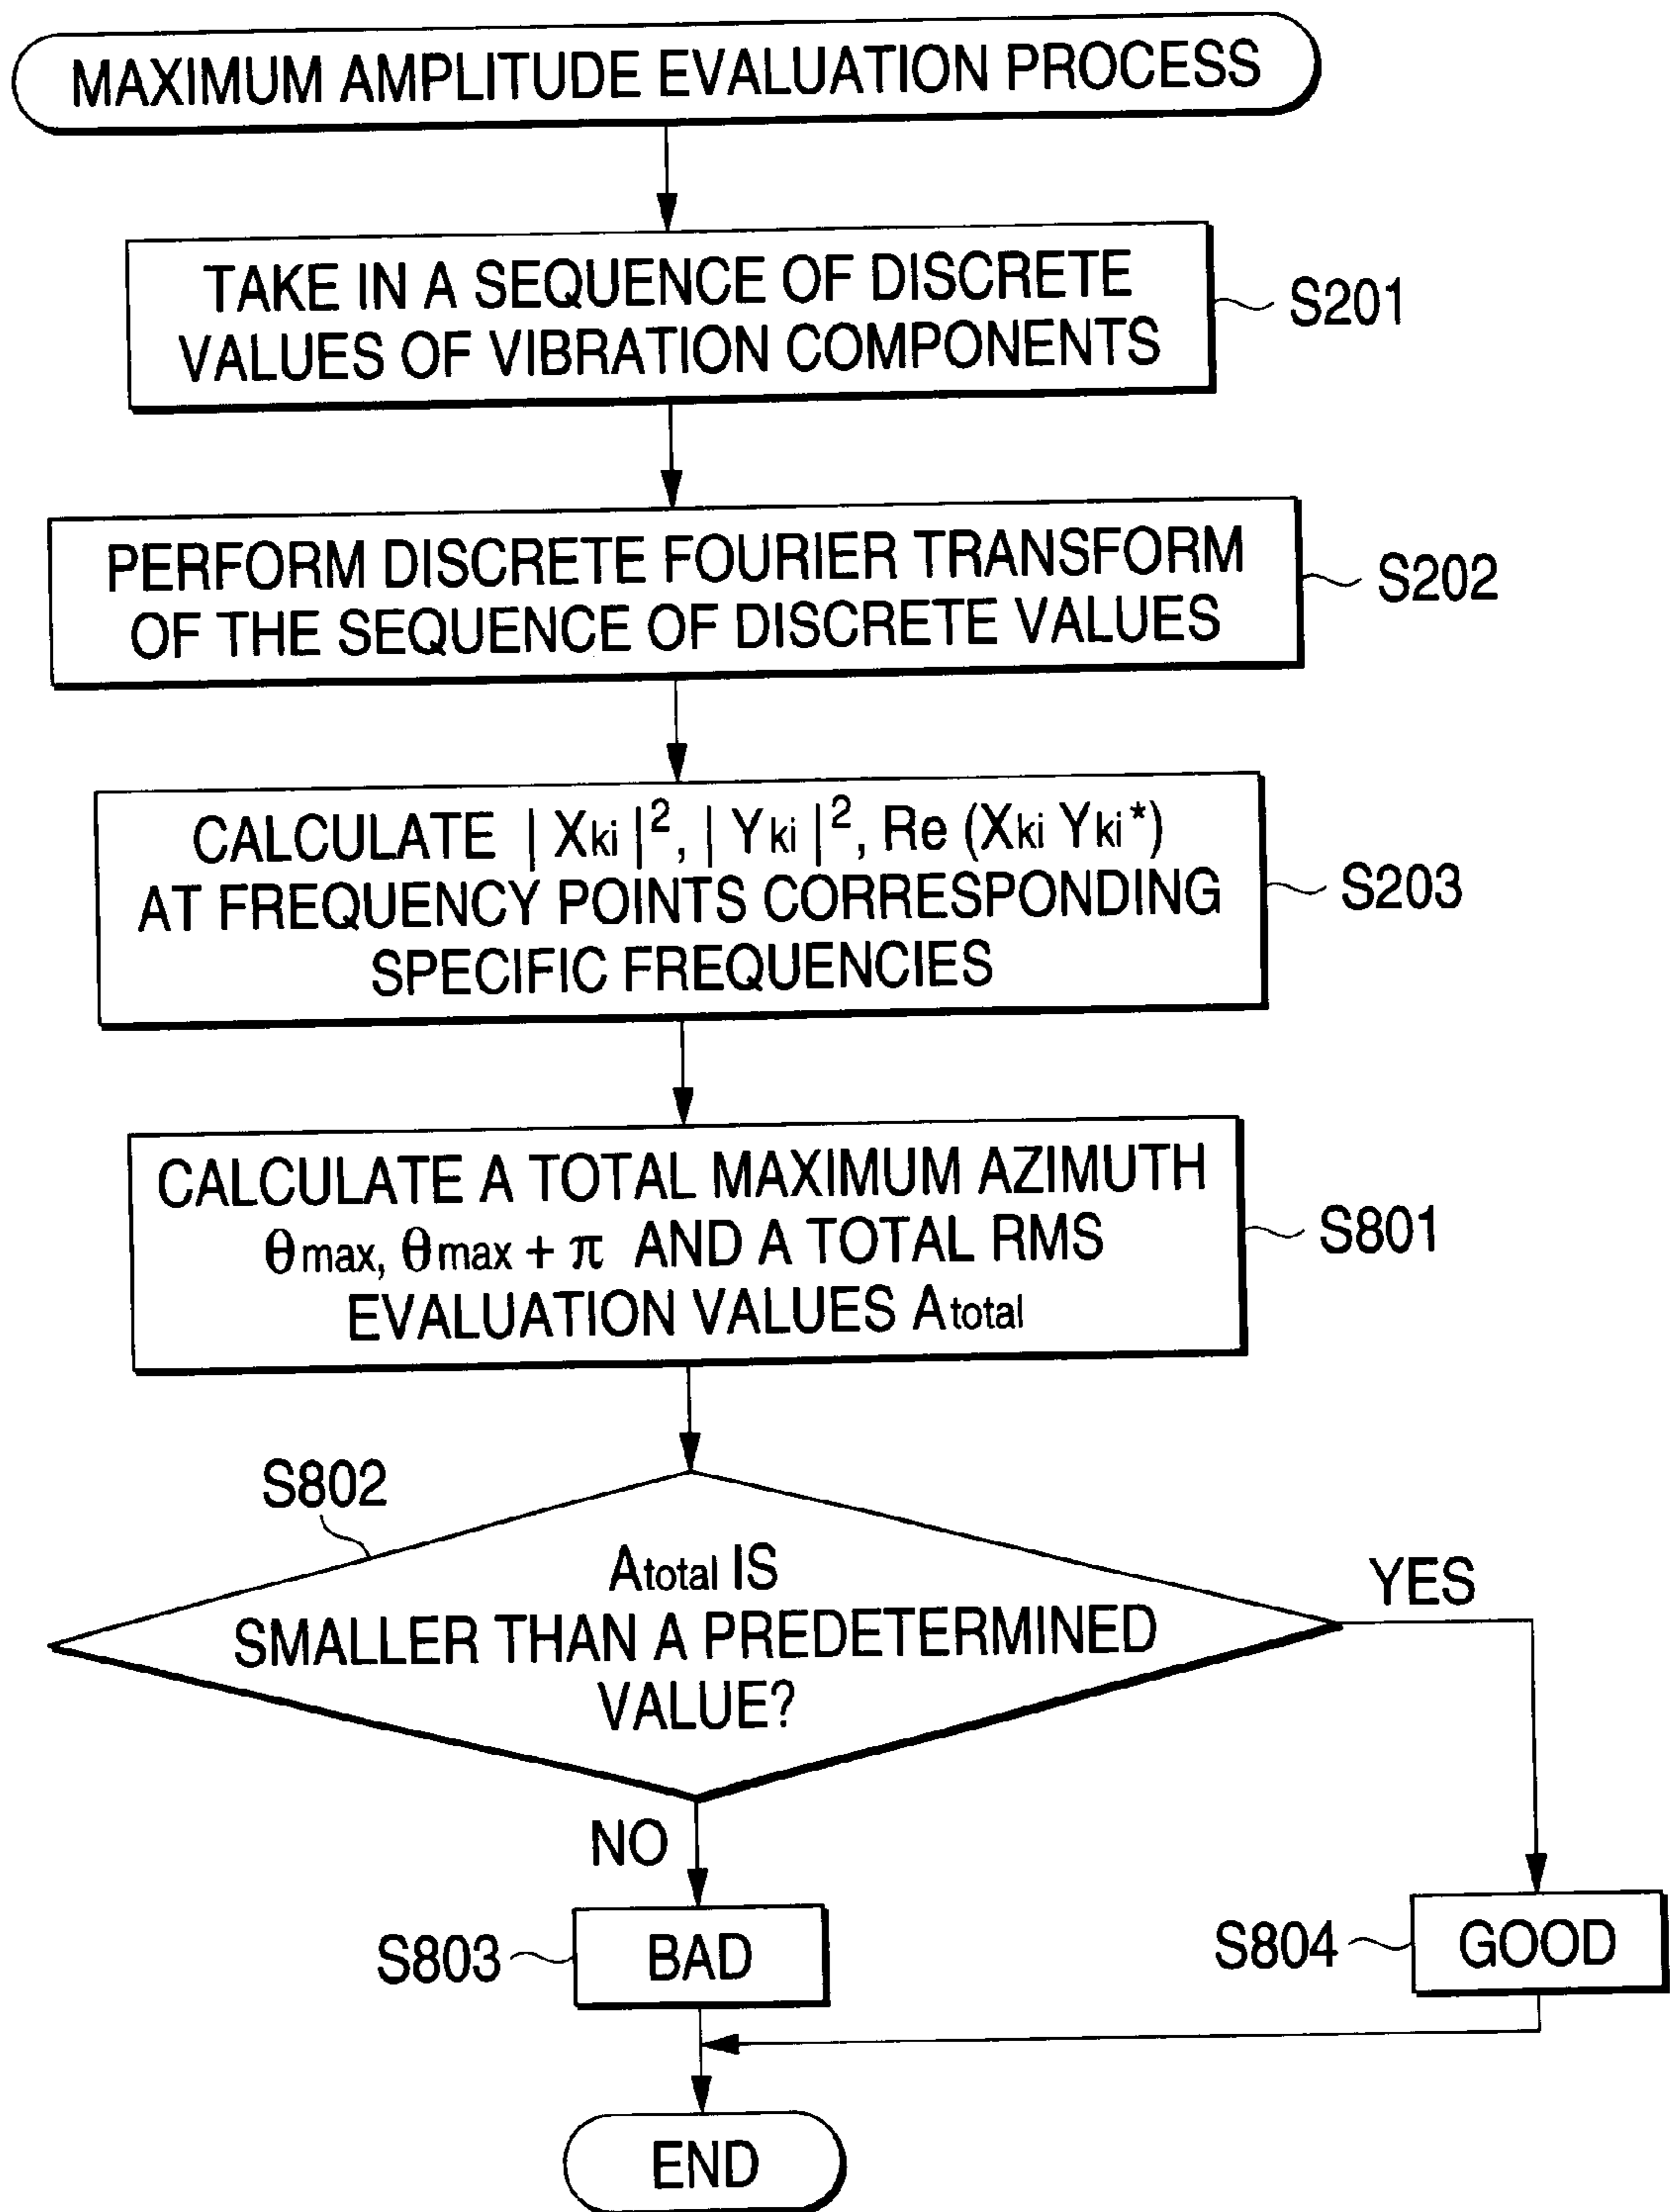 MAXIMUM AMPLITUDE EVALUATION PROCESS
TAKE IN A SEQUENCE OF DISCRETE
VALUES OF VIBRATION COMPONENTS
S201
PERFORM DISCRETE FOURIER TRANSFORM
OF THE SEQUENCE OF DISCRETE VALUES
S202
CALCULATE | Xki |², | Yki |², Re (Xki Yki*)
AT FREQUENCY POINTS CORRESPONDING
SPECIFIC FREQUENCIES
S203
CALCULATE A TOTAL MAXIMUM AZIMUTH
θmax, θmax + π AND A TOTAL RMS
EVALUATION VALUES Atotal
S801
S802
Atotal IS
SMALLER THAN A PREDETERMINED
VALUE?
YES
NO
S803
BAD
S804
GOOD
END